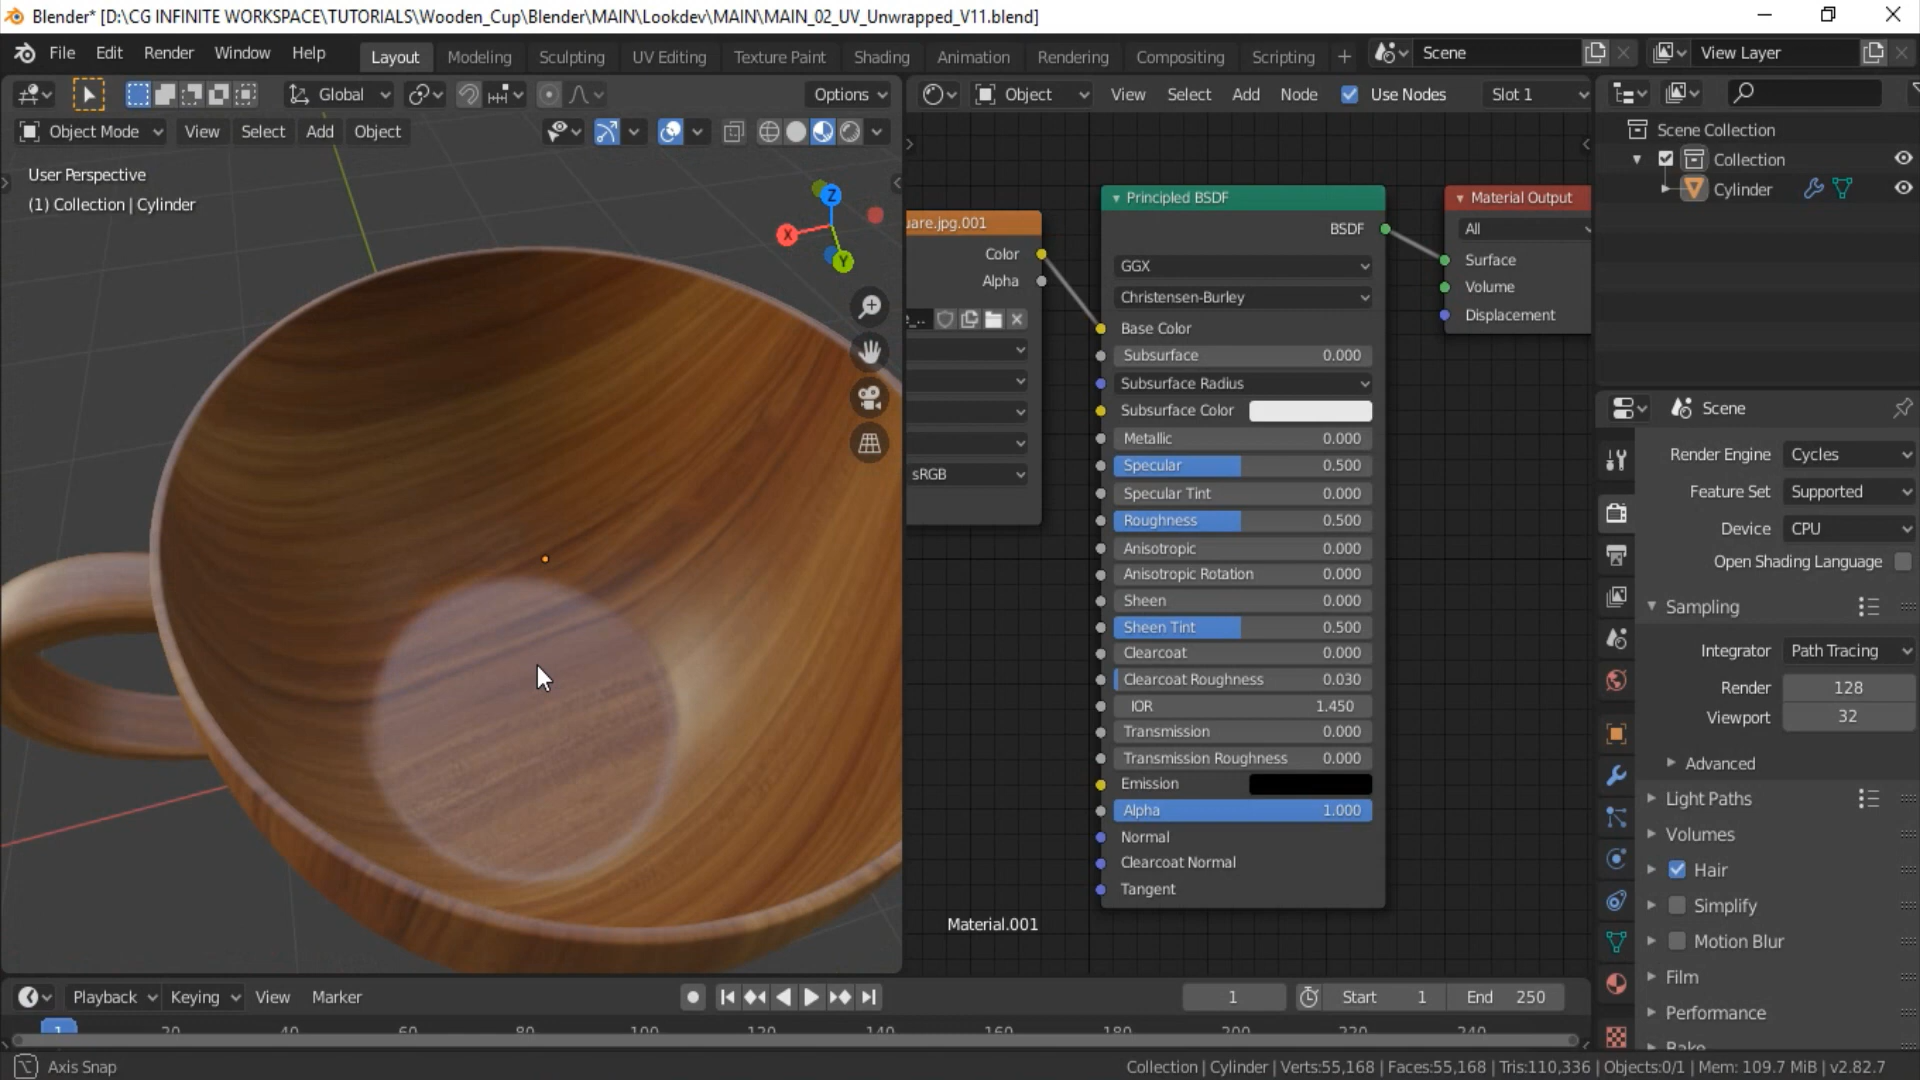 Blender* [D:\CG INFINITE WORKSPACE\TUTORIALS\Wooden_Cup\Blender\MAIN\Lookdev\MAIN\MAIN_02_UV_Unwrapped_V11.blend]
File Edit Render Window Help Layout Modeling Sculpting UV Editing Texture Paint Shading Animation Rendering Compositing Scripting + Scene View Layer
Global Options Object View Select Add Node Use Nodes Slot 1
Object Mode View Select Add Object
Scene Collection
Collection
Cylinder
User Perspective
(1) Collection | Cylinder
Z
X
Y
uare.jpg.001
Color
Alpha
sRGB
Principled BSDF
BSDF
GGX
Christensen-Burley
Base Color
Subsurface 0.000
Subsurface Radius
Subsurface Color
Metallic 0.000
Specular 0.500
Specular Tint 0.000
Roughness 0.500
Anisotropic 0.000
Anisotropic Rotation 0.000
Sheen 0.000
Sheen Tint 0.500
Clearcoat 0.000
Clearcoat Roughness 0.030
IOR 1.450
Transmission 0.000
Transmission Roughness 0.000
Emission
Alpha 1.000
Normal
Clearcoat Normal
Tangent
Material Output
All
Surface
Volume
Displacement
Material.001
Scene
Render Engine Cycles
Feature Set Supported
Device CPU
Open Shading Language
Sampling
Integrator Path Tracing
Render 128
Viewport 32
Advanced
Light Paths
Volumes
Hair
Simplify
Motion Blur
Film
Performance
Bake
Playback Keying View Marker 1 Start 1 End 250
1 20 40 60 80 100 120 140 160 180 200 220 240
Axis Snap
Collection | Cylinder | Verts:55,168 | Faces:55,168 | Tris:110,336 | Objects:0/1 | Mem: 109.7 MiB | v2.82.7